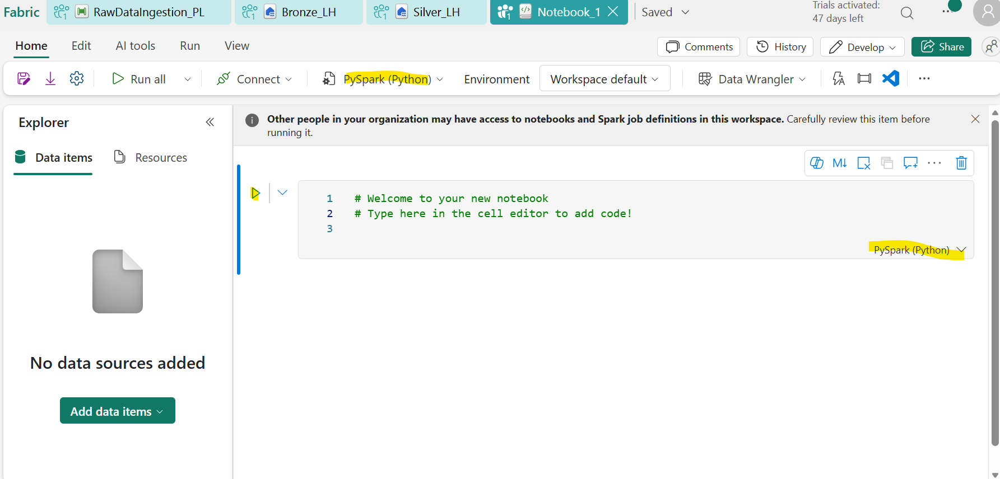 Fabric
1 RawDataIngestion_PL
1 Bronze_LH
1 Silver_LH
1 Notebook_1
Saved
Trials activated:
47 days left
Home Edit AI tools Run View
Comments History Develop Share
Run all Connect PySpark (Python) Environment Workspace default Data Wrangler
Explorer
Data items Resources
No data sources added
Add data items
Other people in your organization may have access to notebooks and Spark job definitions in this workspace. Carefully review this item before
running it.
M↓
1 # Welcome to your new notebook
2 # Type here in the cell editor to add code!
3
PySpark (Python)